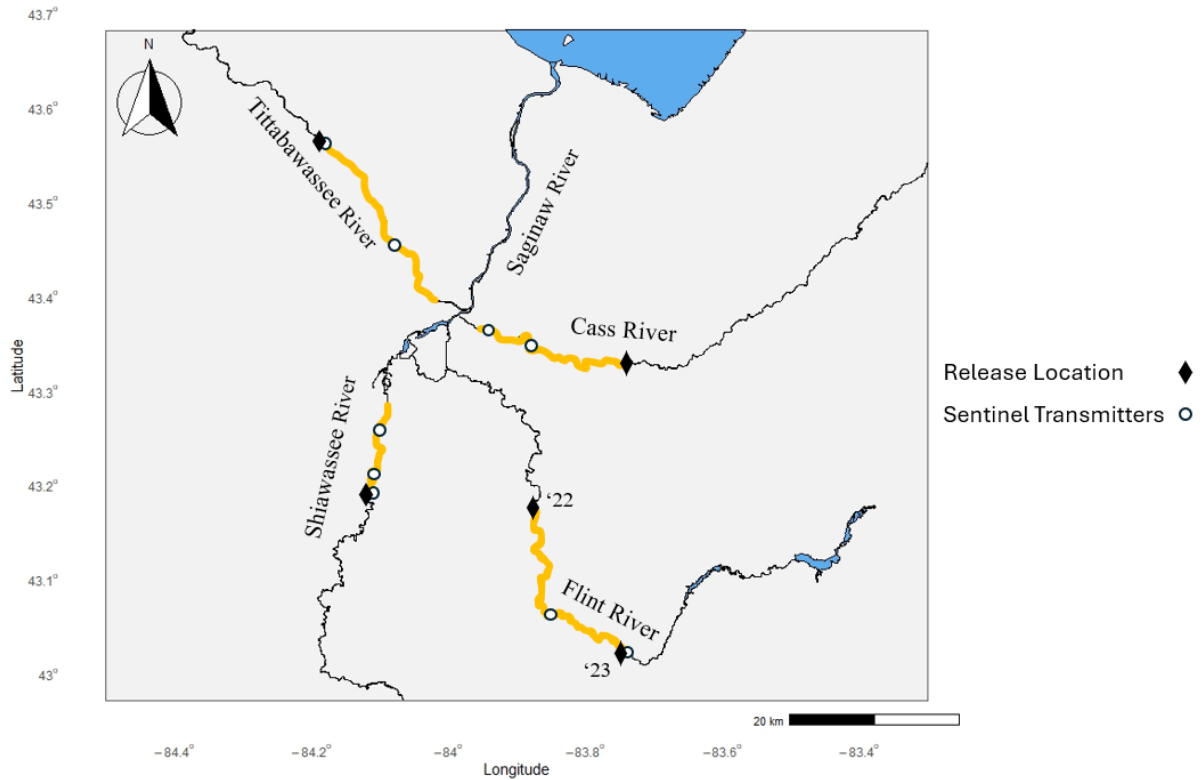 43.7°
N
43.6°
Tittabawassee River
43.5°
Saginaw River
43.4°
Cass River
Latitude
Release Location
43.3°
Sentinel Transmitters
Shiawassee River
43.2°
‘22
43.1°
Flint River
43°
‘23
20 km
−84.4°
−84.2°
−84°
−83.8°
−83.6°
−83.4°
Longitude